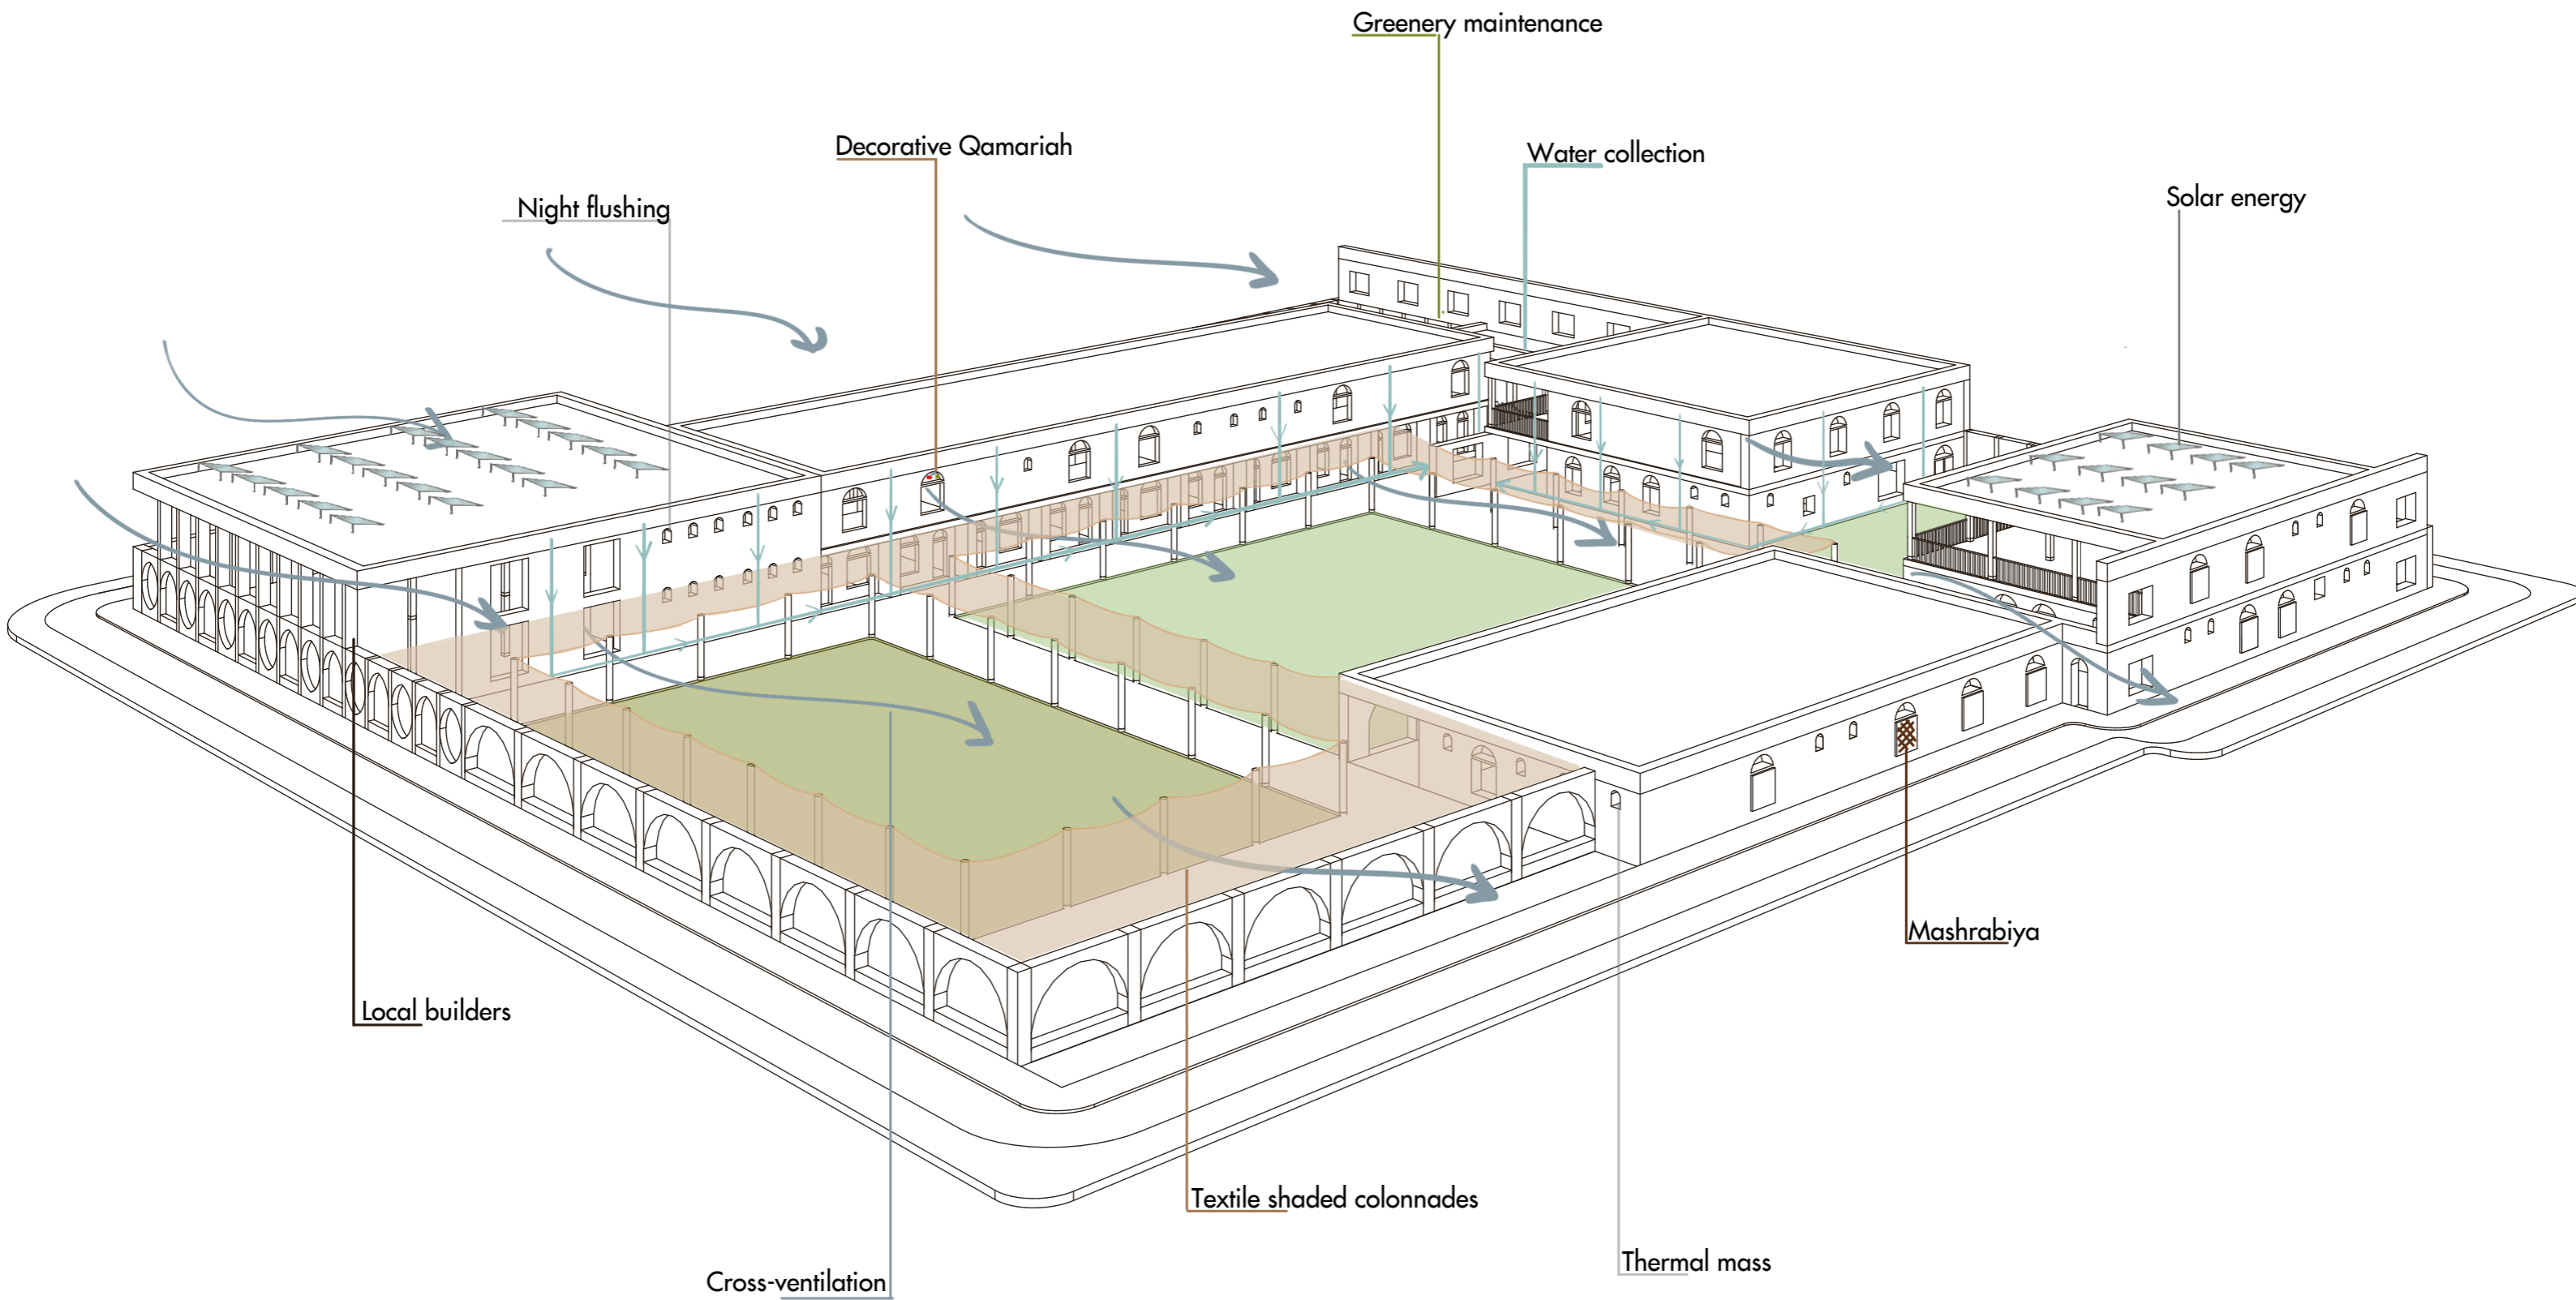 Greenery maintenance
Decorative Qamariah
Water collection
Night flushing
Solar energy
Mashrabiya
Local builders
Textile shaded colonnades
Thermal mass
Cross-ventilation